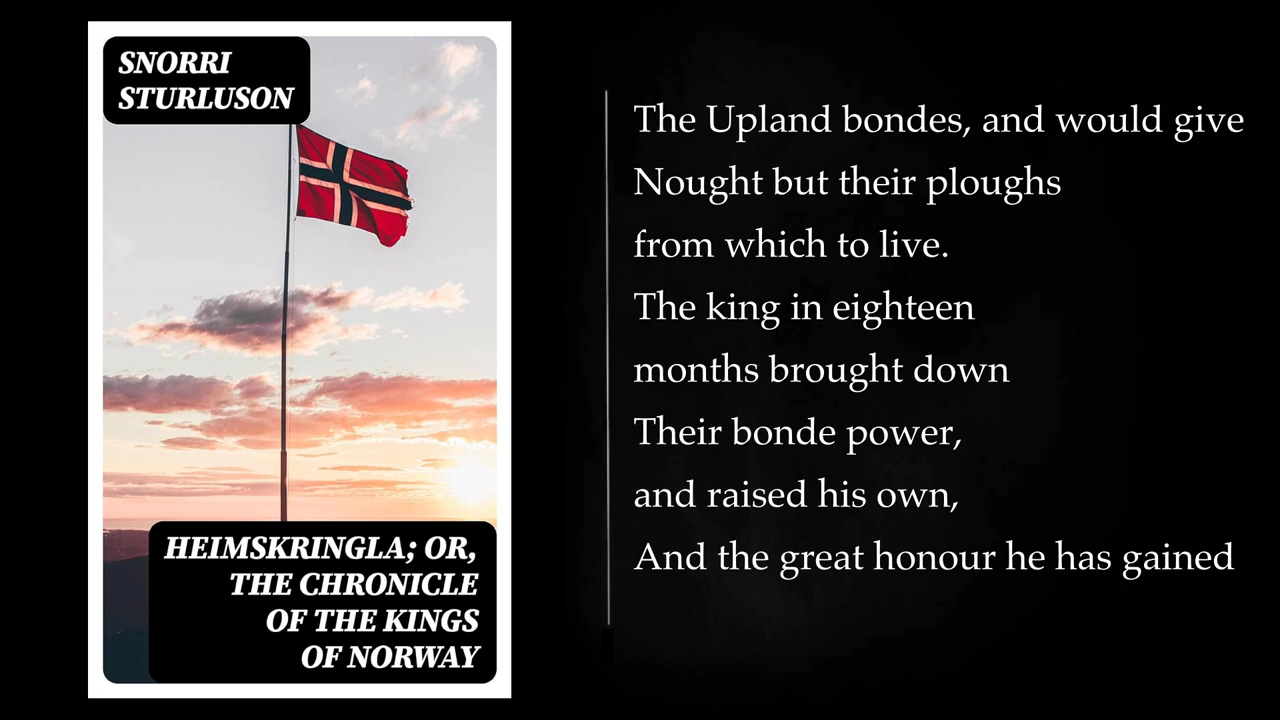 SNORRI
STURLUSON
HEIMSKRINGLA; OR,
THE CHRONICLE
OF THE KINGS
OF NORWAY
The Upland bondes, and would give
Nought but their ploughs
from which to live.
The king in eighteen
months brought down
Their bonde power,
and raised his own,
And the great honour he has gained